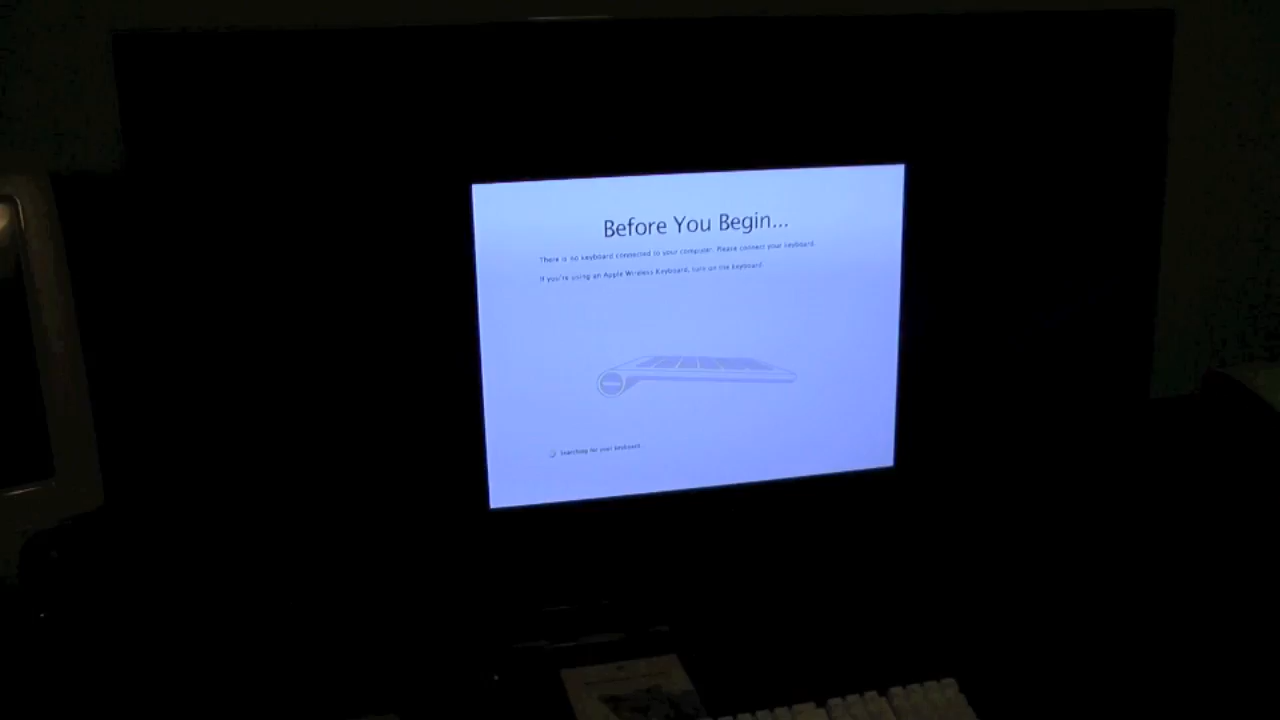 Before You Begin...
There is no keyboard connected to your computer. Please connect your keyboard.
If you're using an Apple Wireless Keyboard, turn on the keyboard.
Searching for your keyboard